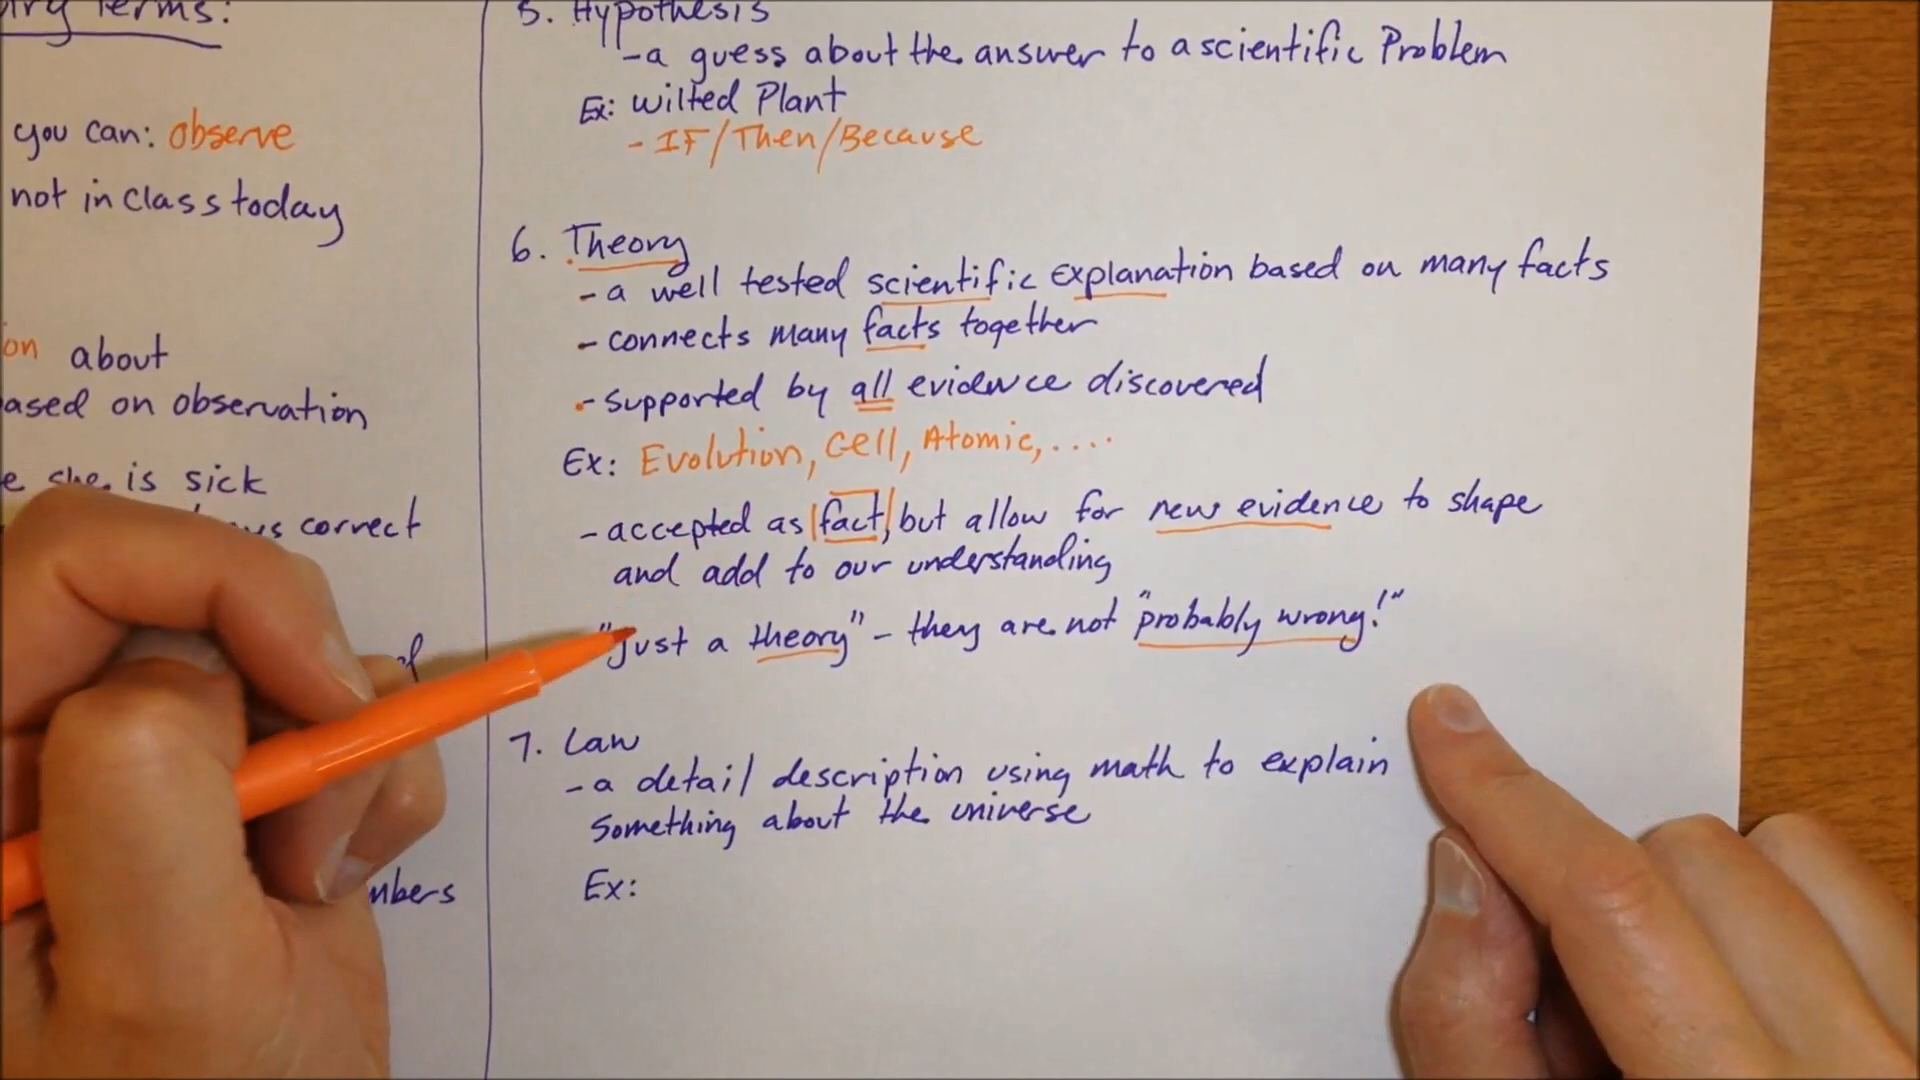 Terms:
you can: observe
not in class today
on about
ased on observation
e she is sick
correct
of
mbers
5. Hypothesis
- a guess about the answer to a scientific Problem
Ex: wilted Plant
- IF/Then/Because
6. Theory
- a well tested scientific explanation based on many facts
- connects many facts together
- supported by all evidence discovered
Ex: Evolution, Cell, Atomic, ....
- accepted as fact, but allow for new evidence to shape
and add to our understanding
"just a theory" - they are not "probably wrong!"
7. Law
- a detail description using math to explain
Something about the universe
Ex: